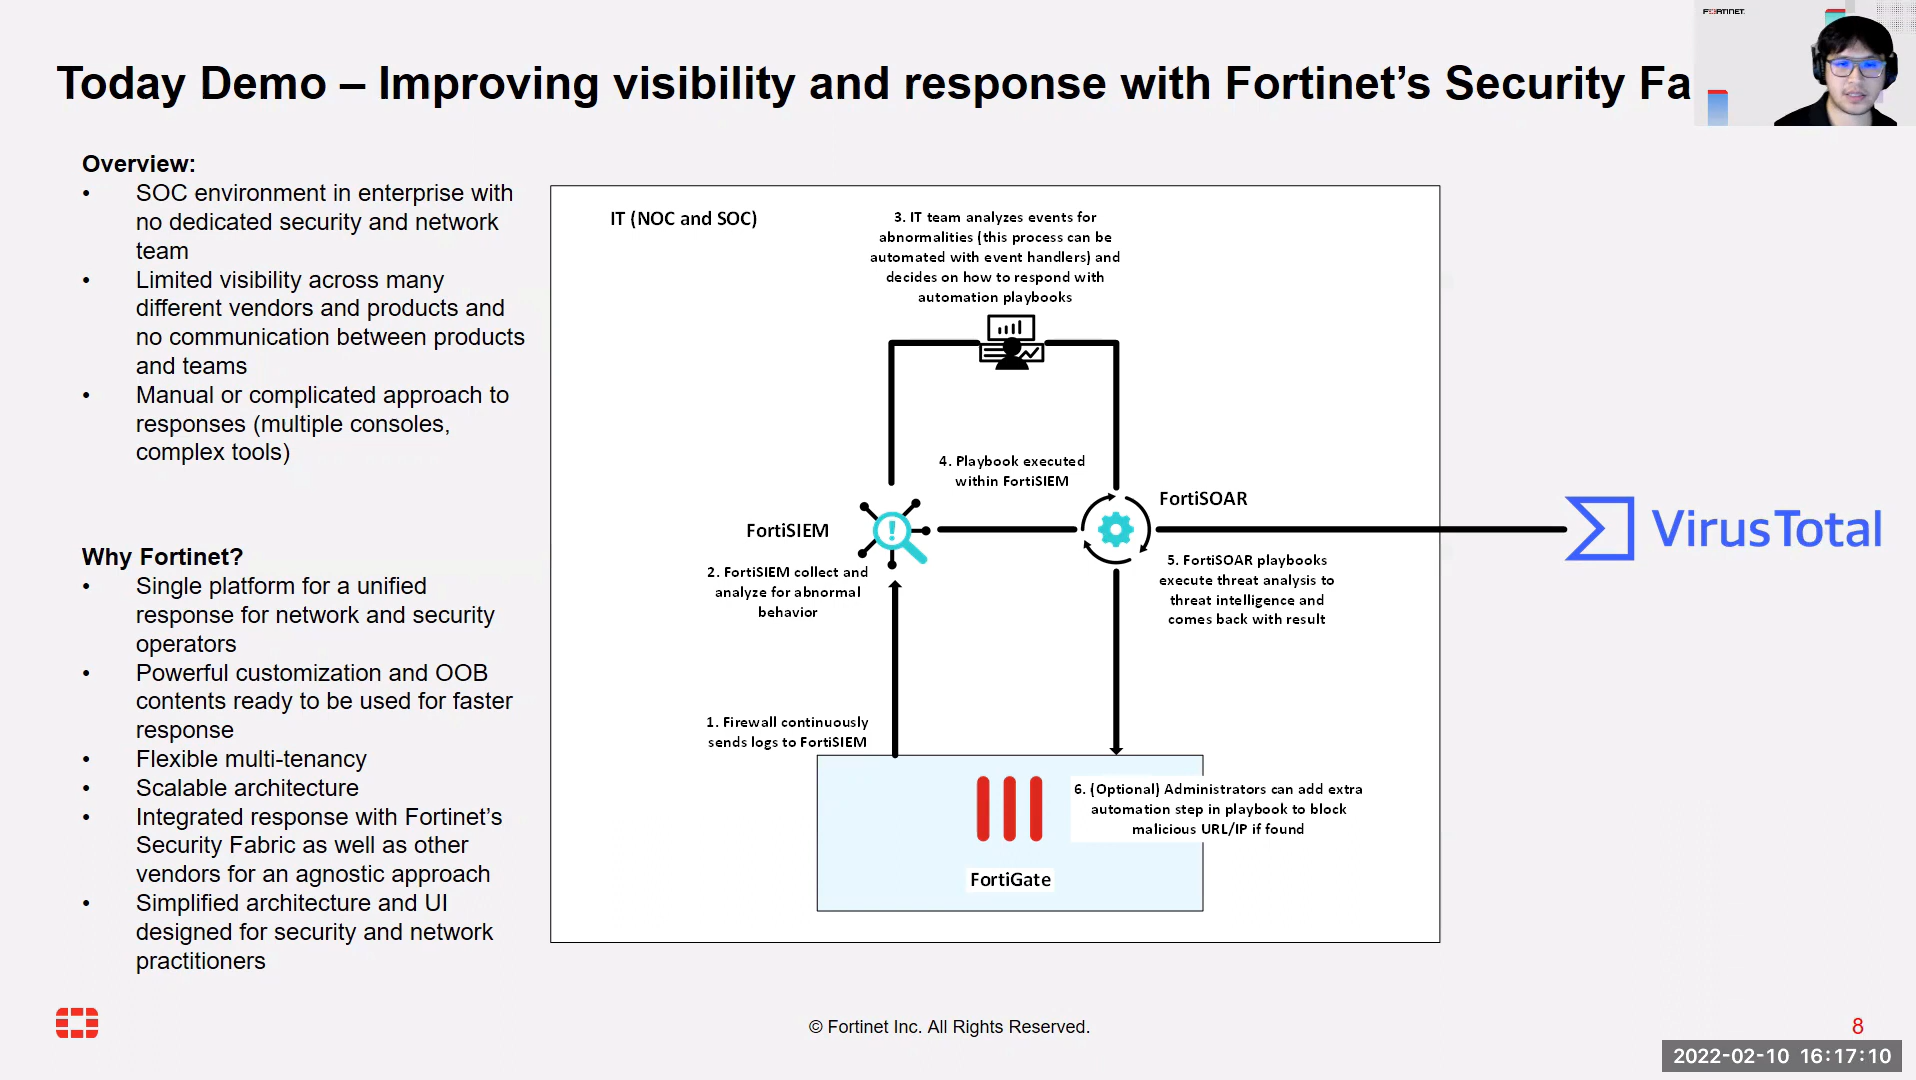 FORTINET
Today Demo – Improving visibility and response with Fortinet’s Security Fa
Overview:
• SOC environment in enterprise with
no dedicated security and network
team
• Limited visibility across many
different vendors and products and
no communication between products
and teams
• Manual or complicated approach to
responses (multiple consoles,
complex tools)
Why Fortinet?
• Single platform for a unified
response for network and security
operators
• Powerful customization and OOB
contents ready to be used for faster
response
• Flexible multi-tenancy
• Scalable architecture
• Integrated response with Fortinet’s
Security Fabric as well as other
vendors for an agnostic approach
• Simplified architecture and UI
designed for security and network
practitioners
IT (NOC and SOC)
3. IT team analyzes events for
abnormalities (this process can be
automated with event handlers) and
decides on how to respond with
automation playbooks
4. Playbook executed
within FortiSIEM
FortiSOAR
FortiSIEM
VirusTotal
2. FortiSIEM collect and
analyze for abnormal
behavior
5. FortiSOAR playbooks
execute threat analysis to
threat intelligence and
comes back with result
1. Firewall continuously
sends logs to FortiSIEM
6. (Optional) Administrators can add extra
automation step in playbook to block
malicious URL/IP if found
FortiGate
© Fortinet Inc. All Rights Reserved.
8
2022-02-10 16:17:10